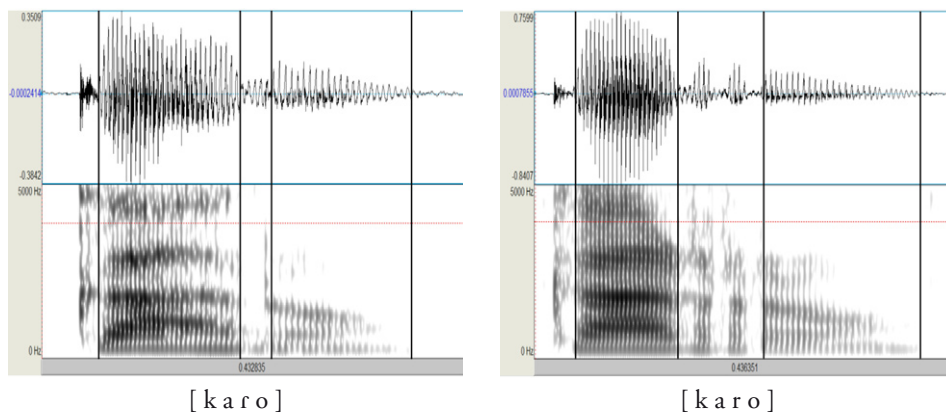 0.3509
-0.0002414
-0.3842
5000 Hz
0 Hz
0.432835
[ k a ɾ o ]
0.7599
0.0007855
-0.8407
5000 Hz
0 Hz
0.436351
[ k a r o ]